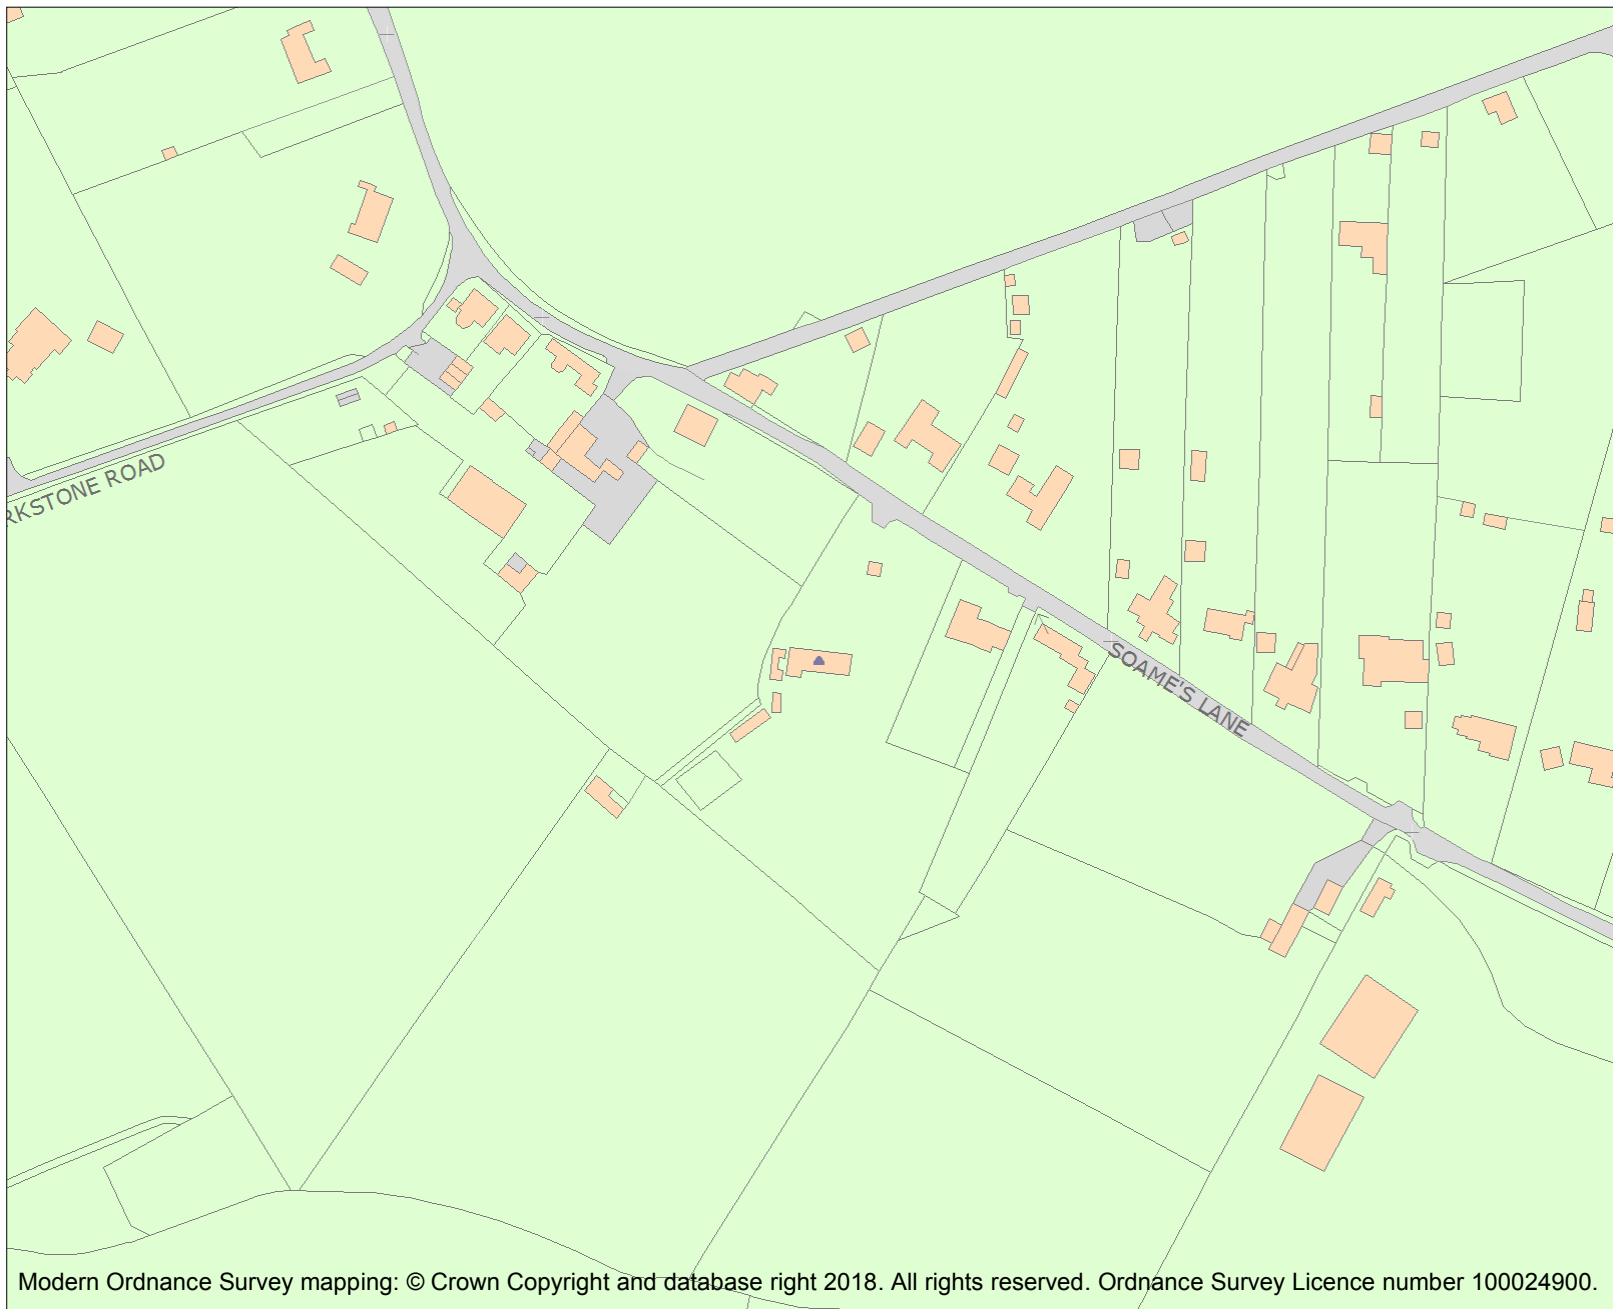 RKSTONE ROAD
SOAME'S LANE
Modern Ordnance Survey mapping: © Crown Copyright and database right 2018. All rights reserved. Ordnance Survey Licence number 100024900.